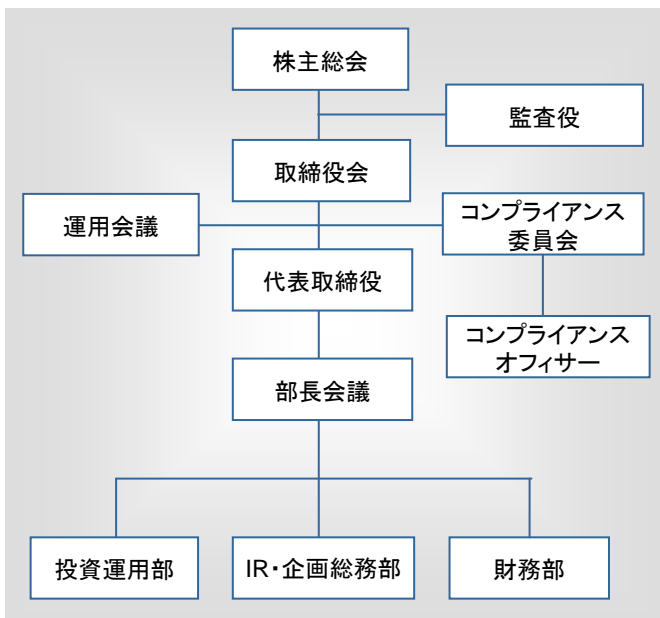 株主総会
監査役
取締役会
運用会議
コンプライアンス
委員会
代表取締役
コンプライアンス
オフィサー
部長会議
投資運用部
IR・企画総務部
財務部